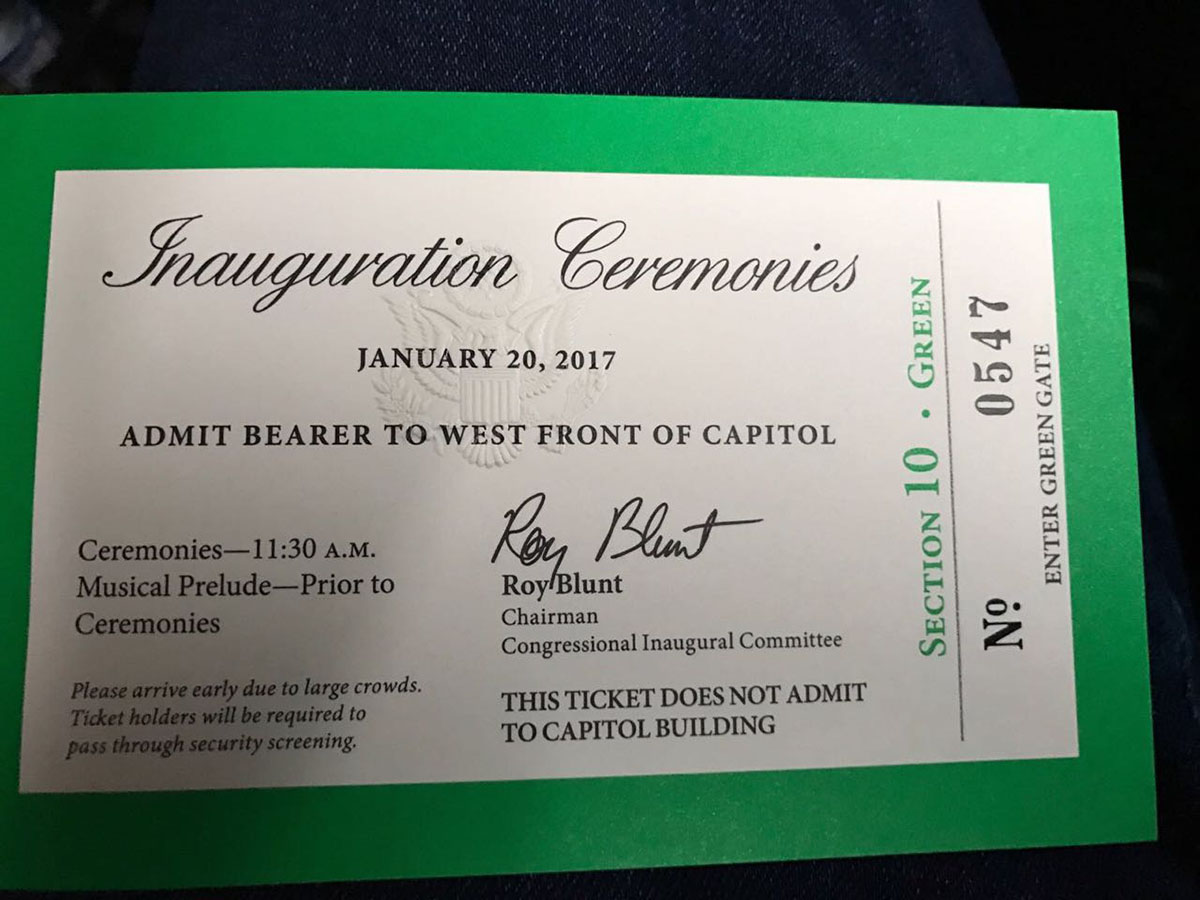 Inauguration Ceremonies
JANUARY 20, 2017
ADMIT BEARER TO WEST FRONT OF CAPITOL
Ceremonies—11:30 A.M.
Musical Prelude—Prior to
Ceremonies
Please arrive early due to large crowds.
Ticket holders will be required to
pass through security screening.
Roy Blunt
Roy Blunt
Chairman
Congressional Inaugural Committee
THIS TICKET DOES NOT ADMIT
TO CAPITOL BUILDING
SECTION 10 • GREEN
No. 0547
ENTER GREEN GATE